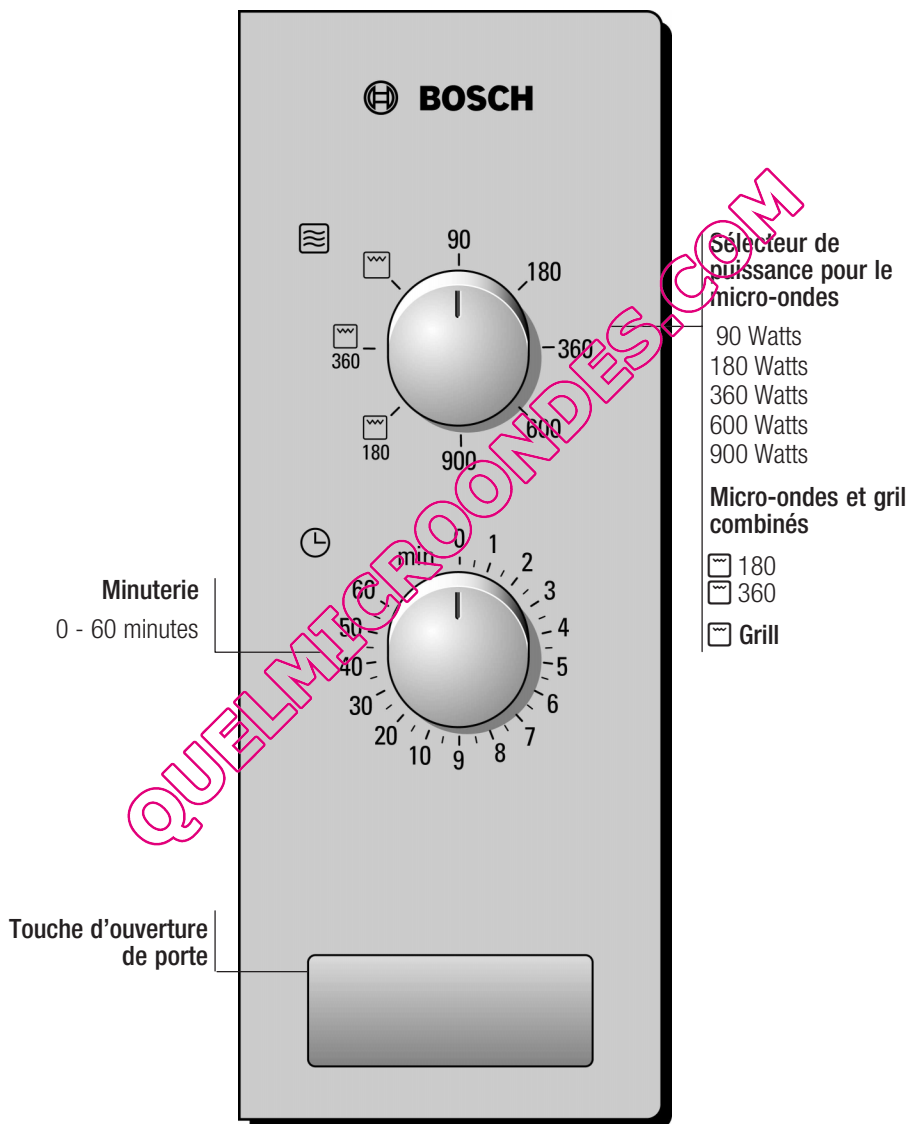 BOSCH
90
180
360
600
900
180
360
min
0
1
2
3
4
5
6
7
8
9
10
20
30
40
50
60
Minuterie
0 - 60 minutes
Touche d'ouverture
de porte
Sélecteur de
puissance pour le
micro-ondes
90 Watts
180 Watts
360 Watts
600 Watts
900 Watts
Micro-ondes et gril
combinés
180
360
Grill
QUELMICROONDES.COM